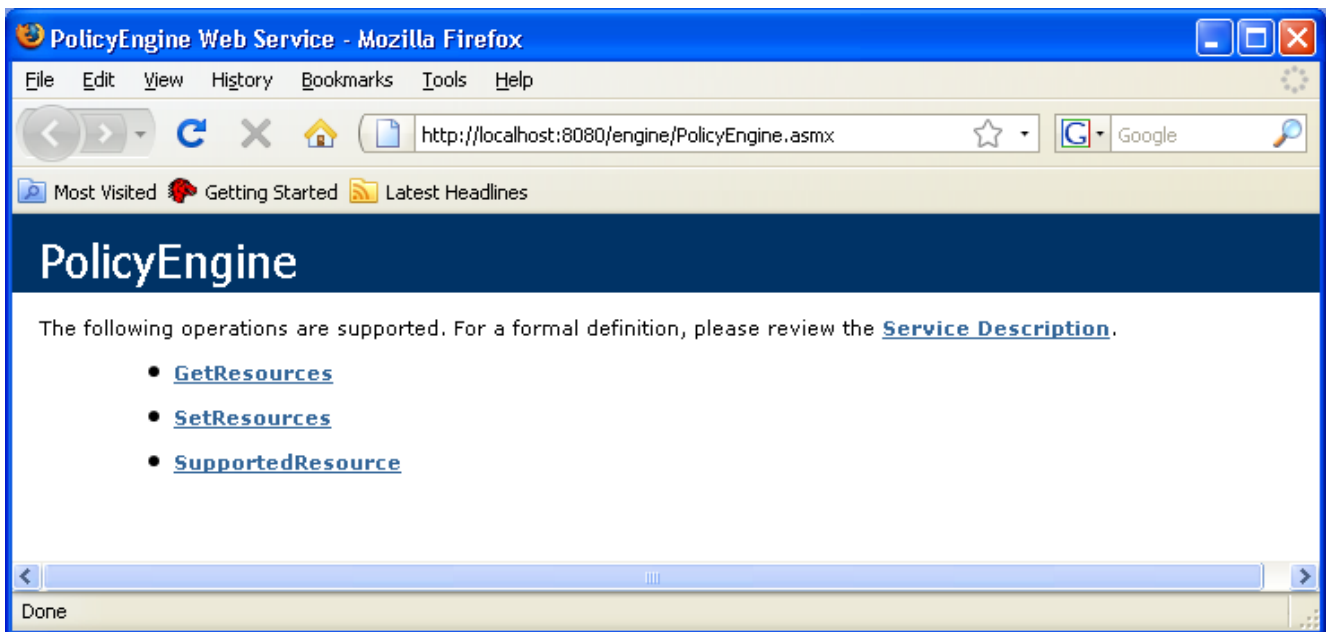 PolicyEngine Web Service - Mozilla Firefox
File Edit View History Bookmarks Tools Help
http://localhost:8080/engine/PolicyEngine.asmx G Google
Most Visited Getting Started Latest Headlines
PolicyEngine
The following operations are supported. For a formal definition, please review the Service Description.
GetResources
SetResources
SupportedResource
Done